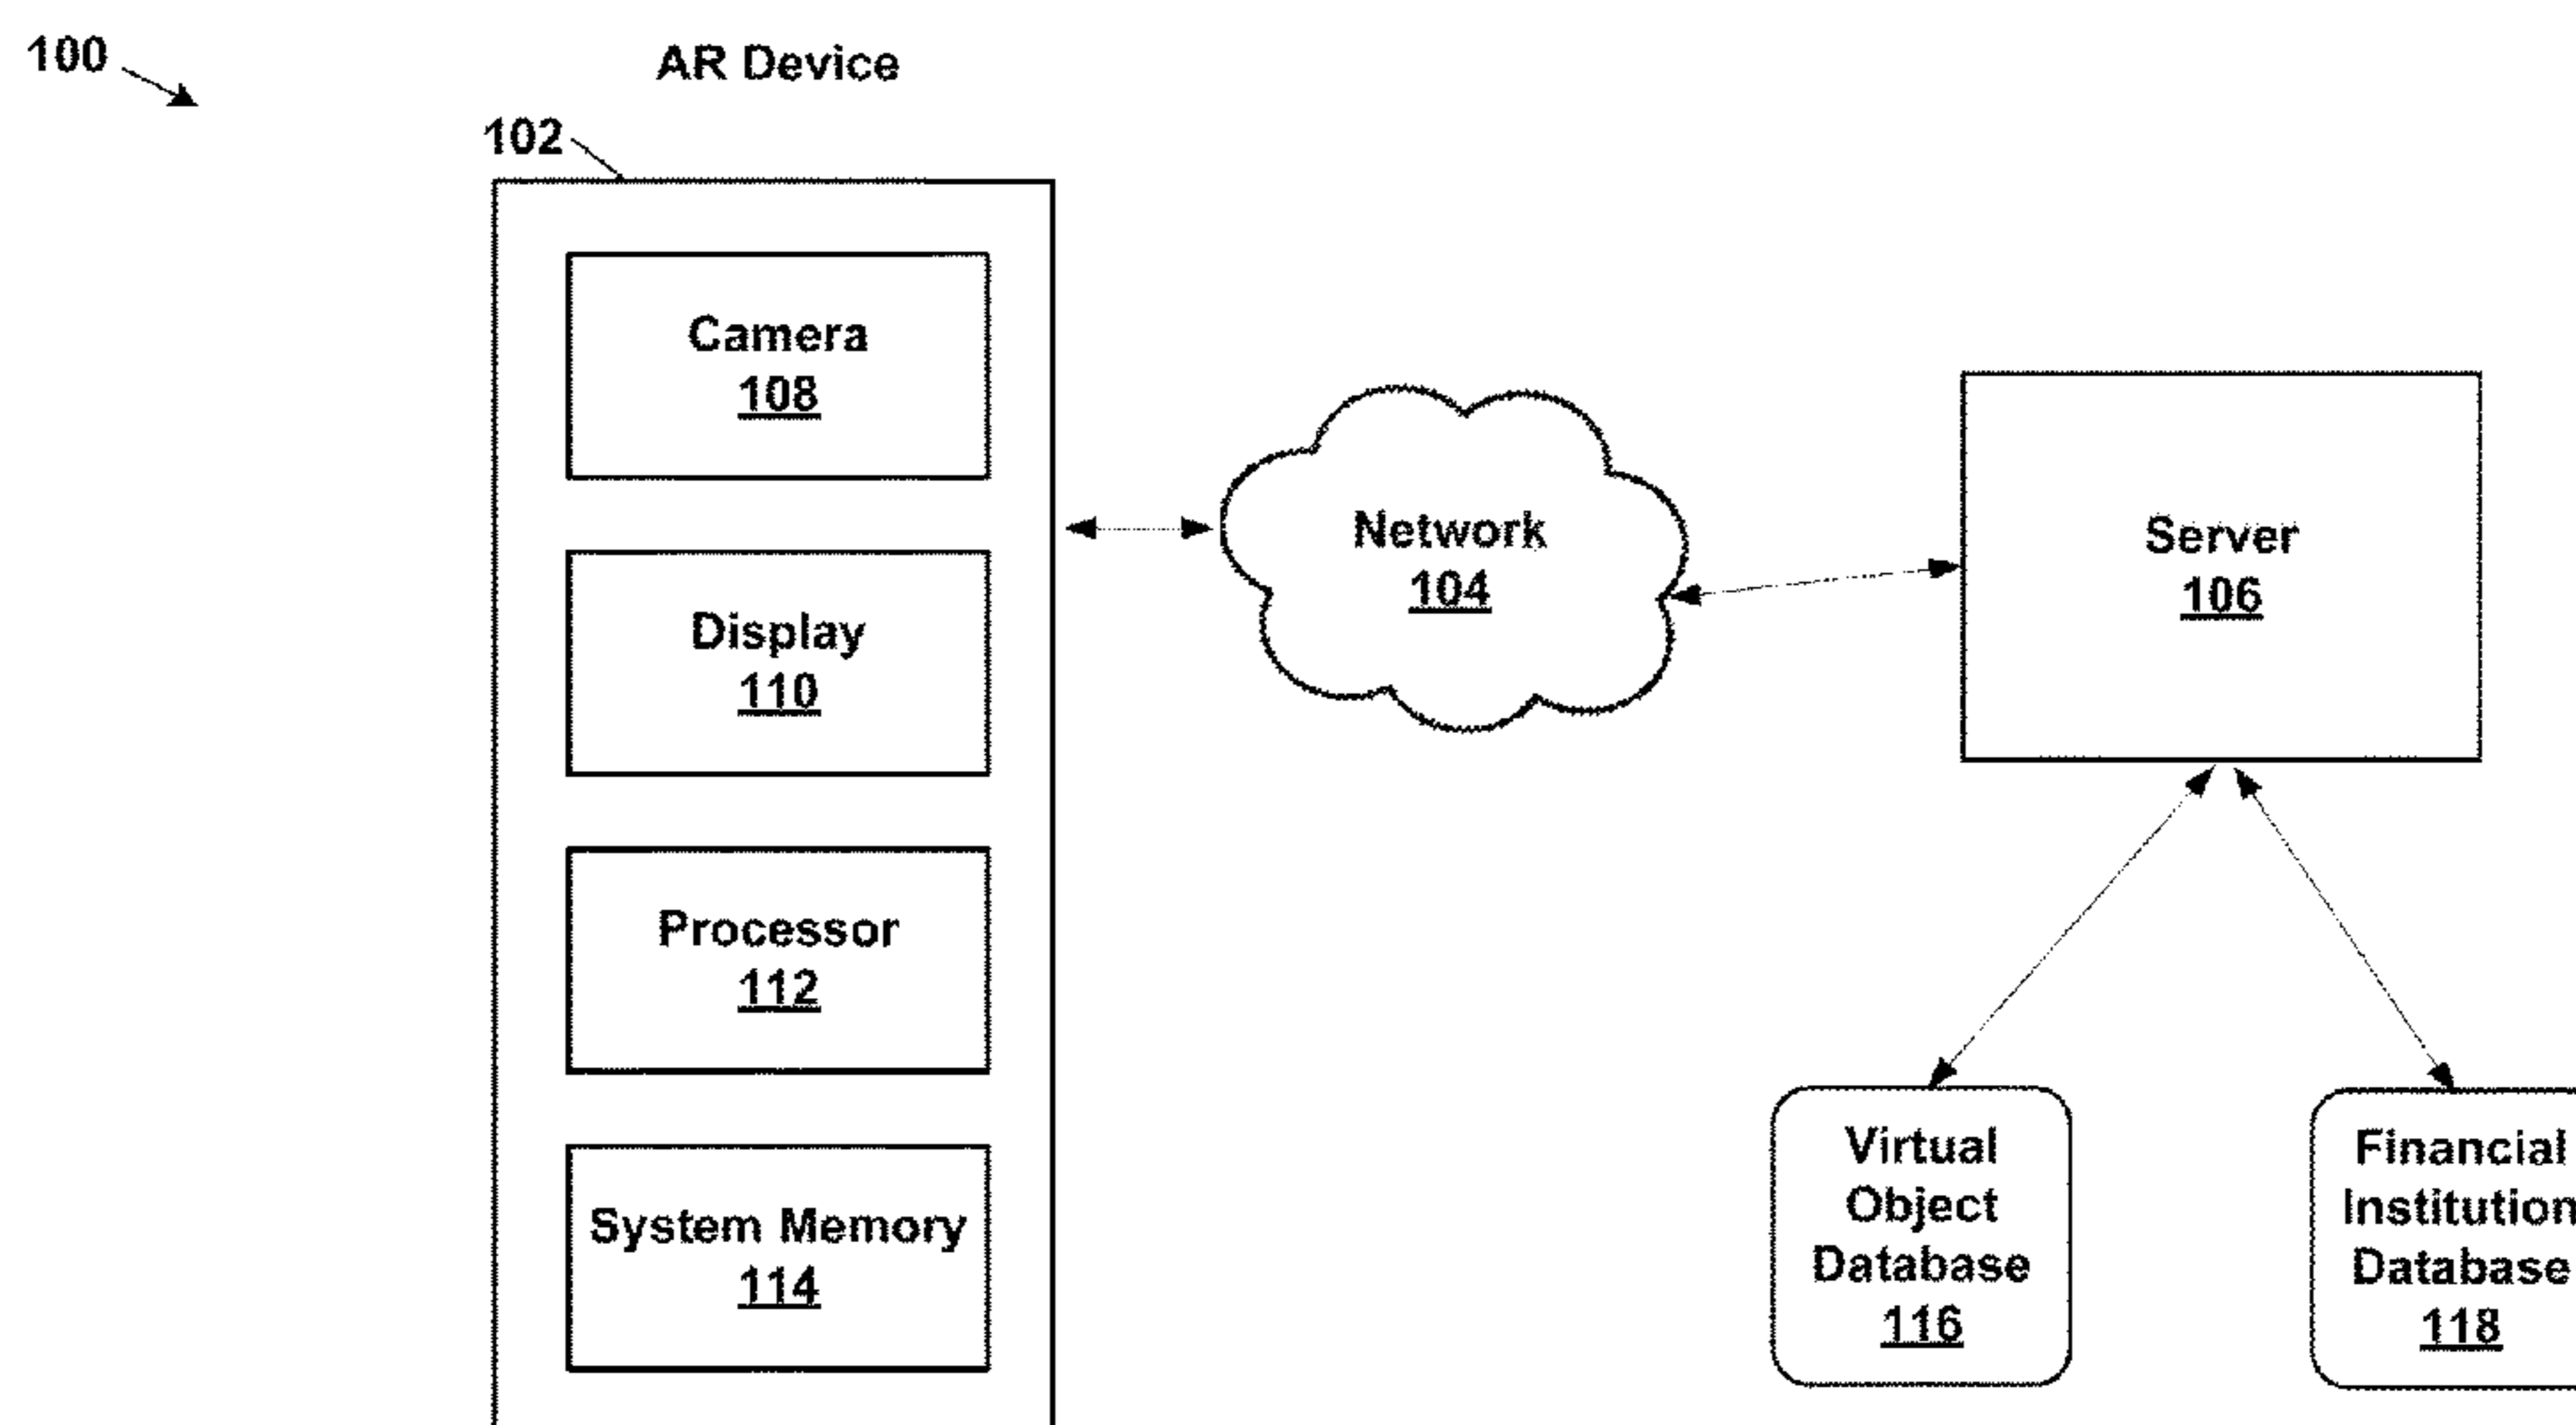 100
AR Device
102
Camera
108
Display
110
Processor
112
System Memory
114
Network
104
Server
106
Virtual
Object
Database
116
Financial
Institution
Database
118